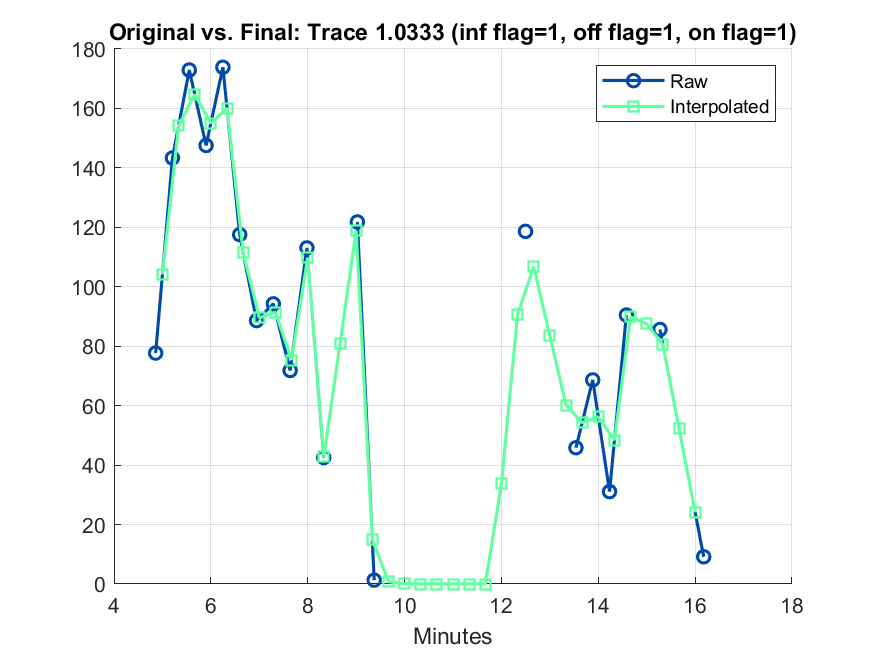 Original vs. Final: Trace 1.0333 (inf flag=1, off flag=1, on flag=1)
180
160
140
120
100
80
60
40
20
0
Raw
Interpolated
4 6 8 10 12 14 16 18
Minutes